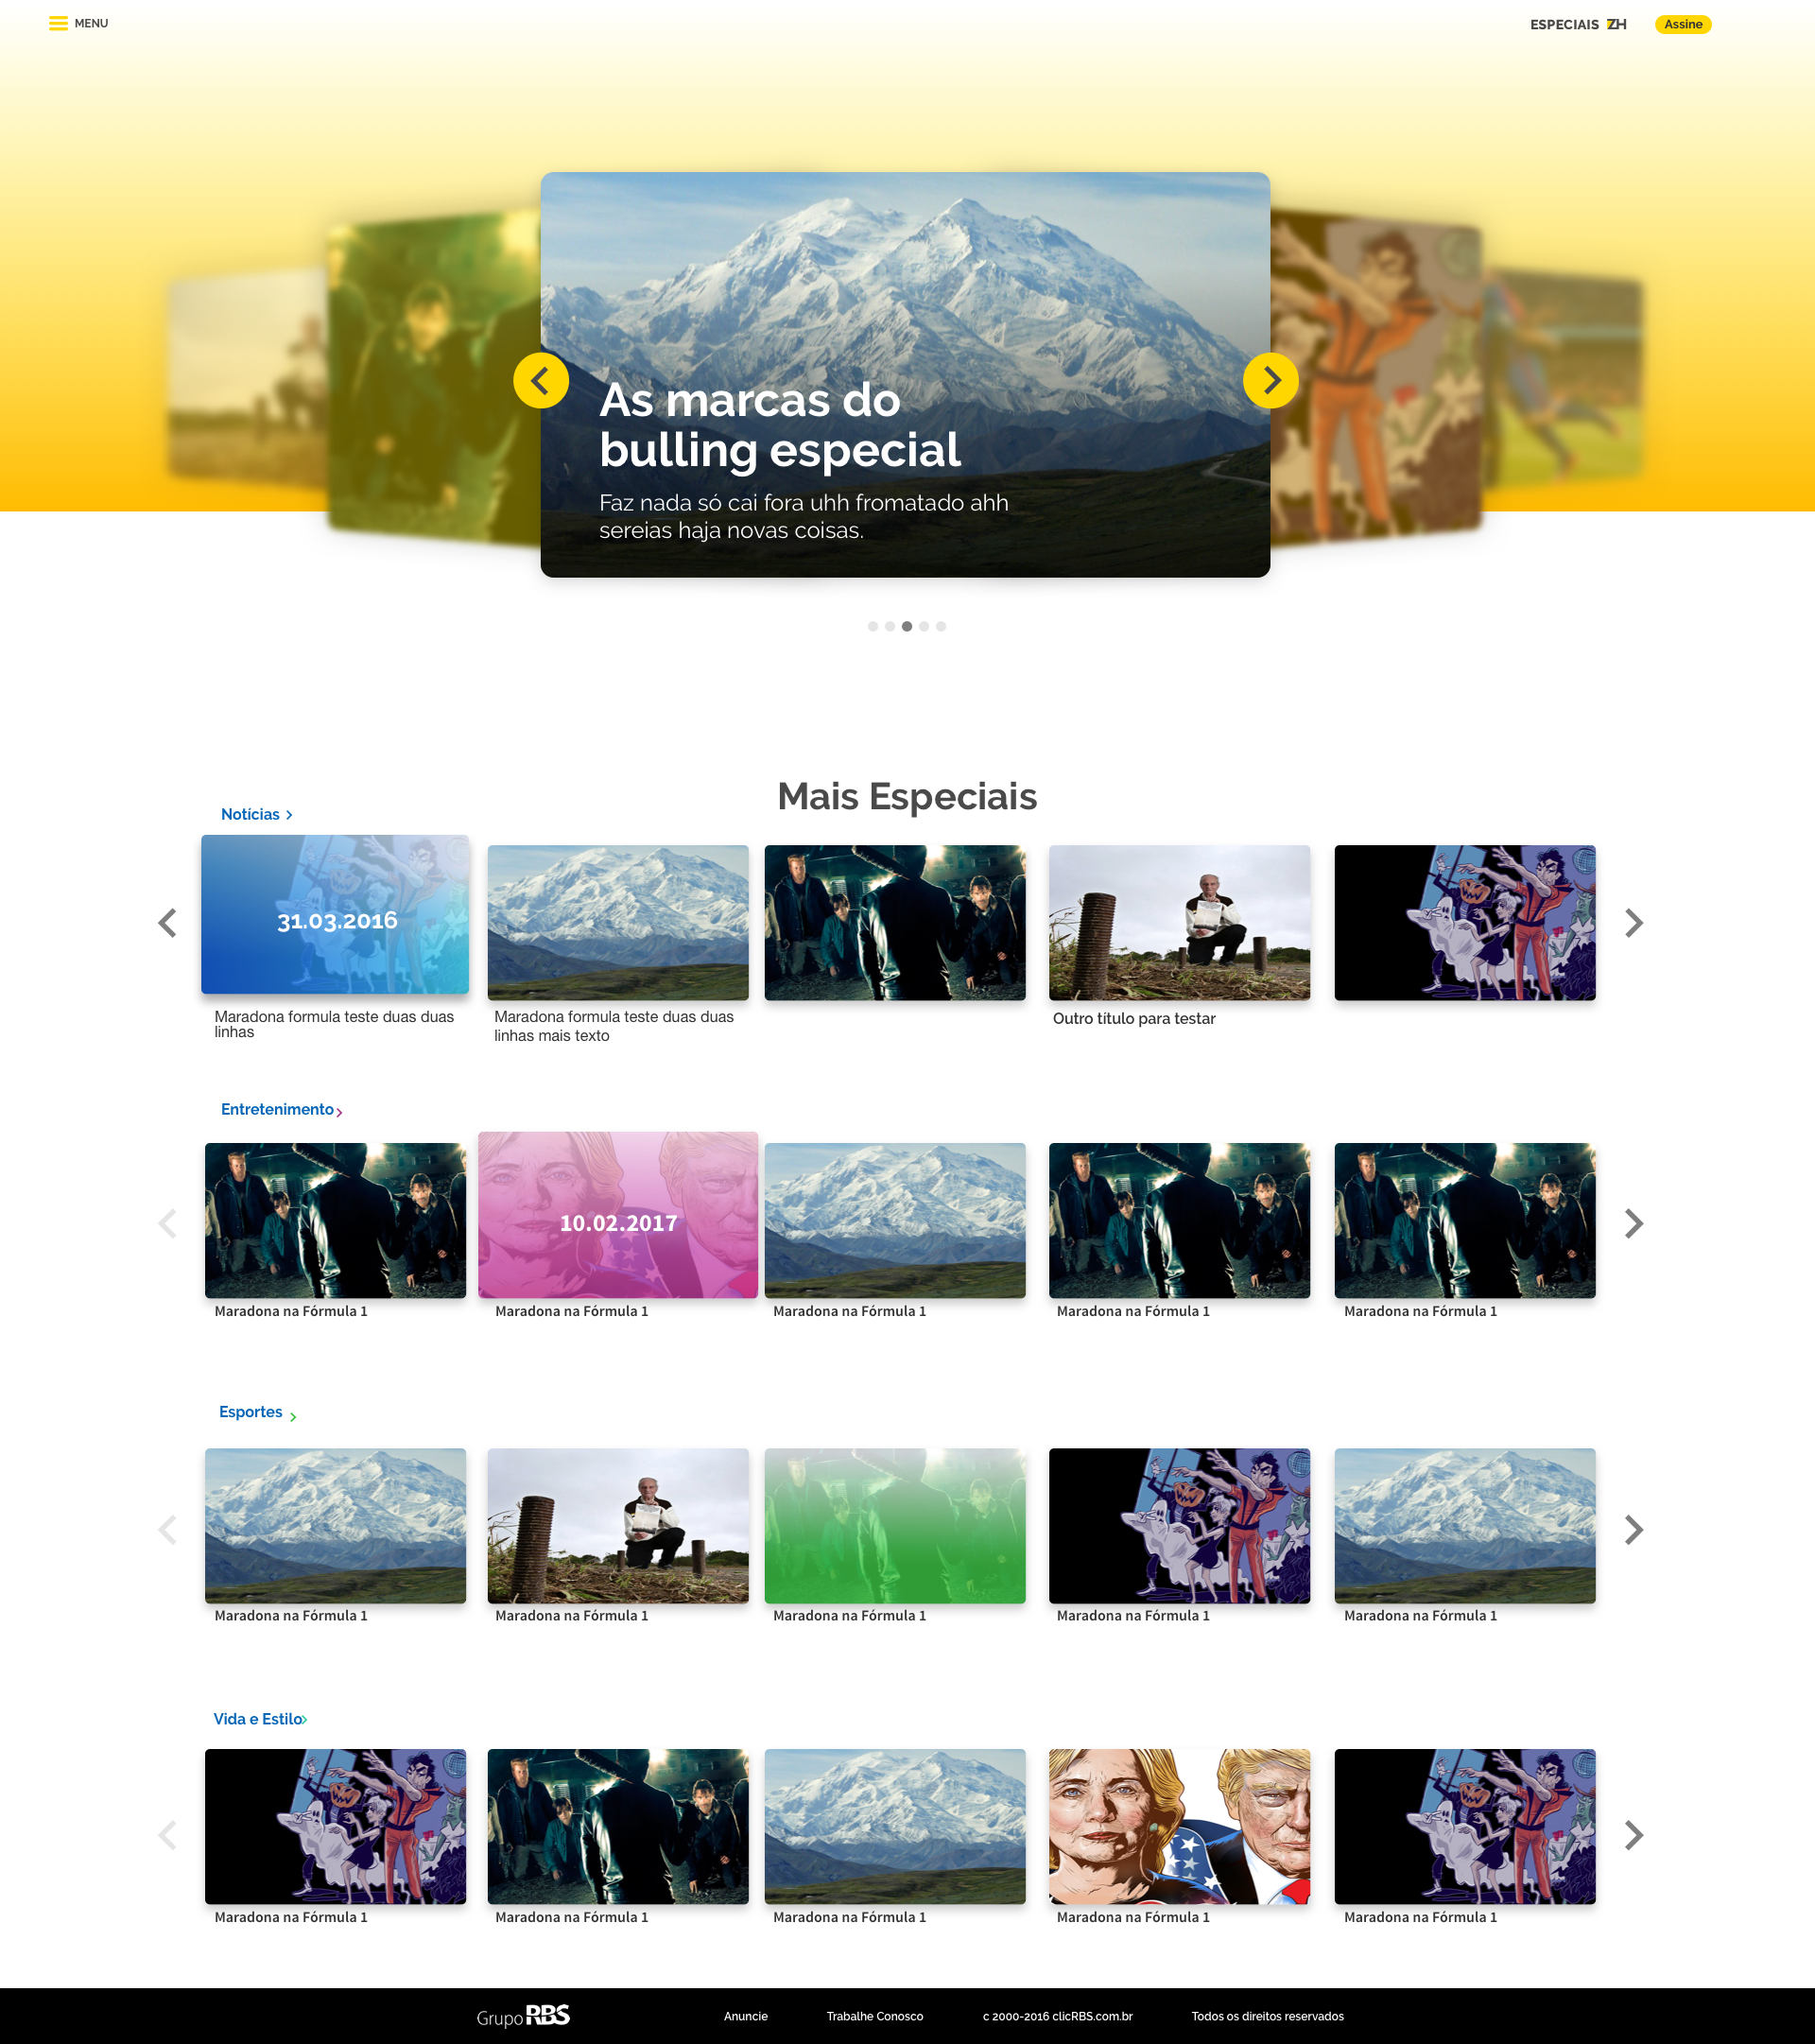 MENU
ESPECIAIS ZH
Assine
As marcas do
bulling especial
Faz nada só cai fora uhh fromatado ahh
sereias haja novas coisas.
Mais Especiais
Notícias
31.03.2016
Maradona formula teste duas duas
linhas
Maradona formula teste duas duas
linhas mais texto
Outro título para testar
Entretenimento
10.02.2017
Maradona na Fórmula 1
Maradona na Fórmula 1
Maradona na Fórmula 1
Maradona na Fórmula 1
Maradona na Fórmula 1
Esportes
Maradona na Fórmula 1
Maradona na Fórmula 1
Maradona na Fórmula 1
Maradona na Fórmula 1
Maradona na Fórmula 1
Vida e Estilo
Maradona na Fórmula 1
Maradona na Fórmula 1
Maradona na Fórmula 1
Maradona na Fórmula 1
Maradona na Fórmula 1
Grupo RBS
Anuncie
Trabalhe Conosco
c 2000-2016 clicRBS.com.br
Todos os direitos reservados